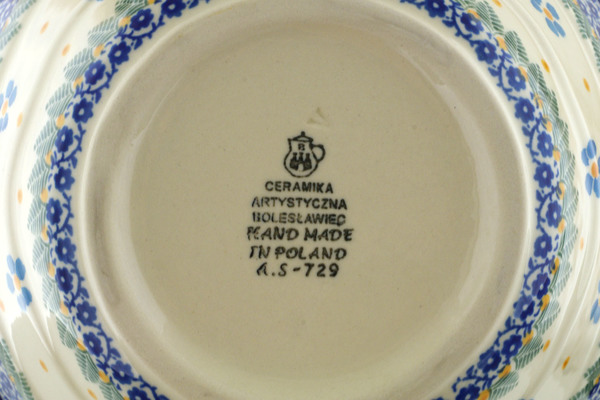 B
CERAMIKA
ARTYSTYCZNA
BOLESŁAWIEC
HAND MADE
IN POLAND
A.S-729